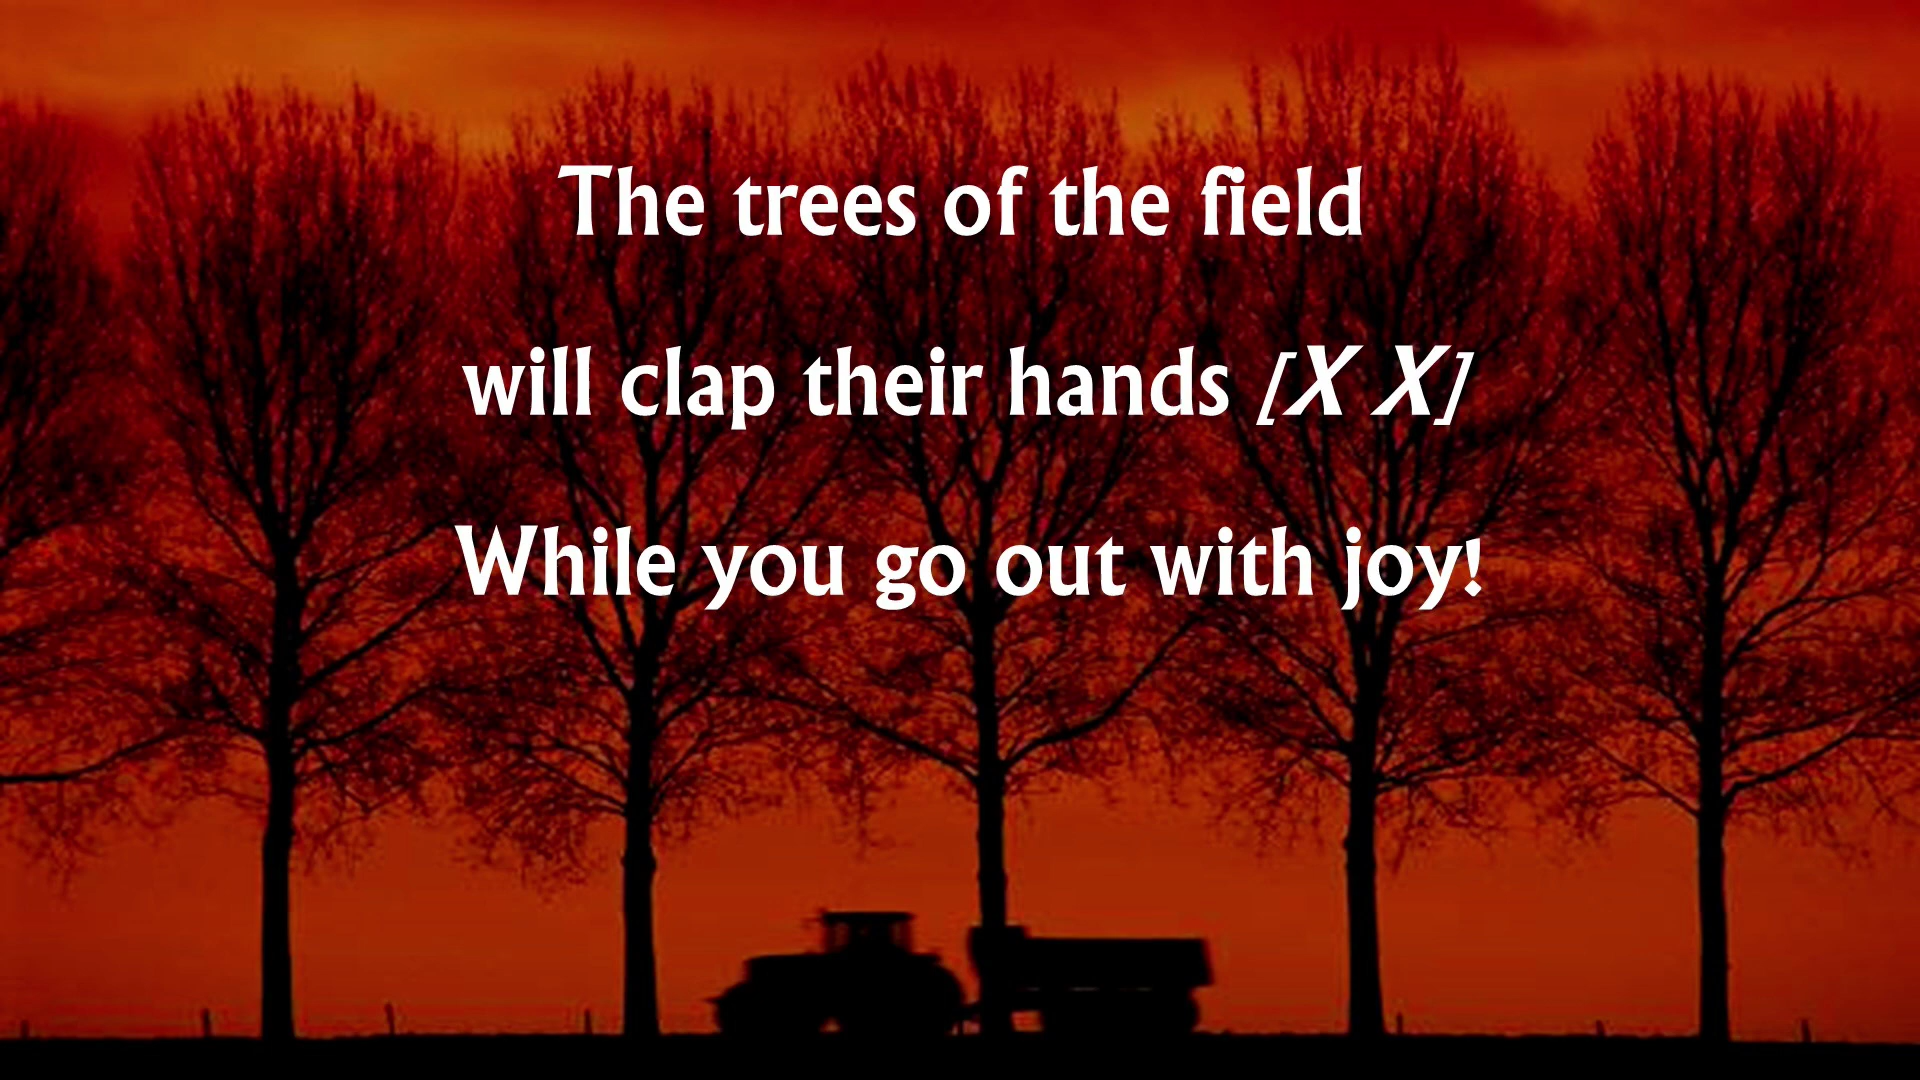 The trees of the field
will clap their hands [X X]
While you go out with joy!